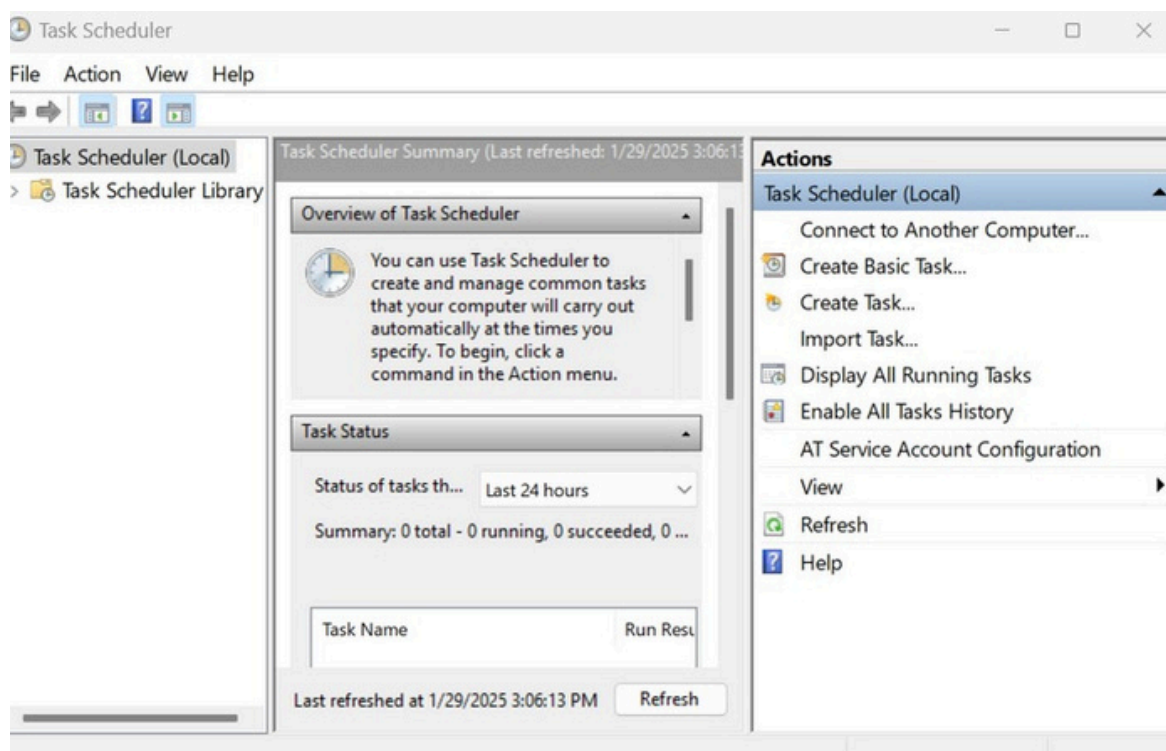 Task Scheduler
File Action View Help
Task Scheduler (Local)
Task Scheduler Library
Task Scheduler Summary (Last refreshed: 1/29/2025 3:06:13
Overview of Task Scheduler
You can use Task Scheduler to
create and manage common tasks
that your computer will carry out
automatically at the times you
specify. To begin, click a
command in the Action menu.
Task Status
Status of tasks th... Last 24 hours
Summary: 0 total - 0 running, 0 succeeded, 0 ...
Task Name Run Resu
Last refreshed at 1/29/2025 3:06:13 PM Refresh
Actions
Task Scheduler (Local)
Connect to Another Computer...
Create Basic Task...
Create Task...
Import Task...
Display All Running Tasks
Enable All Tasks History
AT Service Account Configuration
View
Refresh
Help